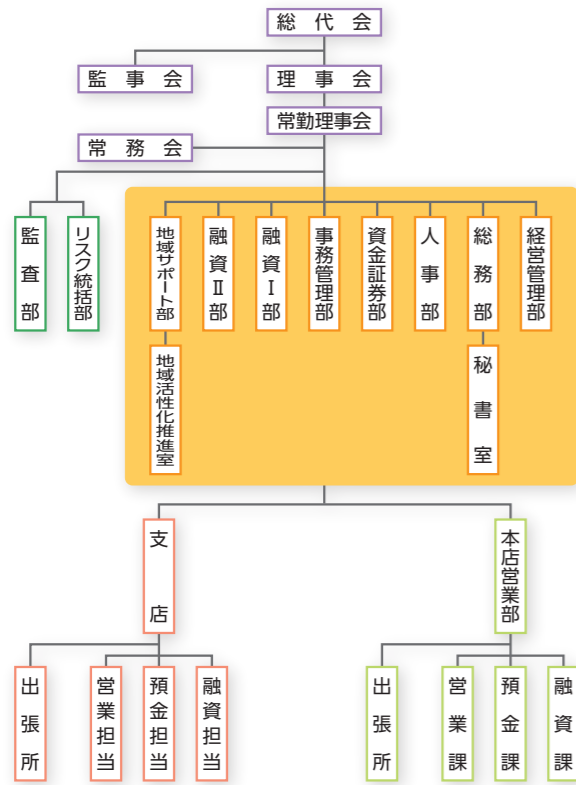 総代会
監事会
理事会
常勤理事会
常務会
監査部
リスク統括部
地域サポート部
融資Ⅱ部
融資Ⅰ部
事務管理部
資金証券部
人事部
総務部
経営管理部
地域活性化推進室
秘書室
支店
本店営業部
出張所
営業担当
預金担当
融資担当
出張所
営業課
預金課
融資課